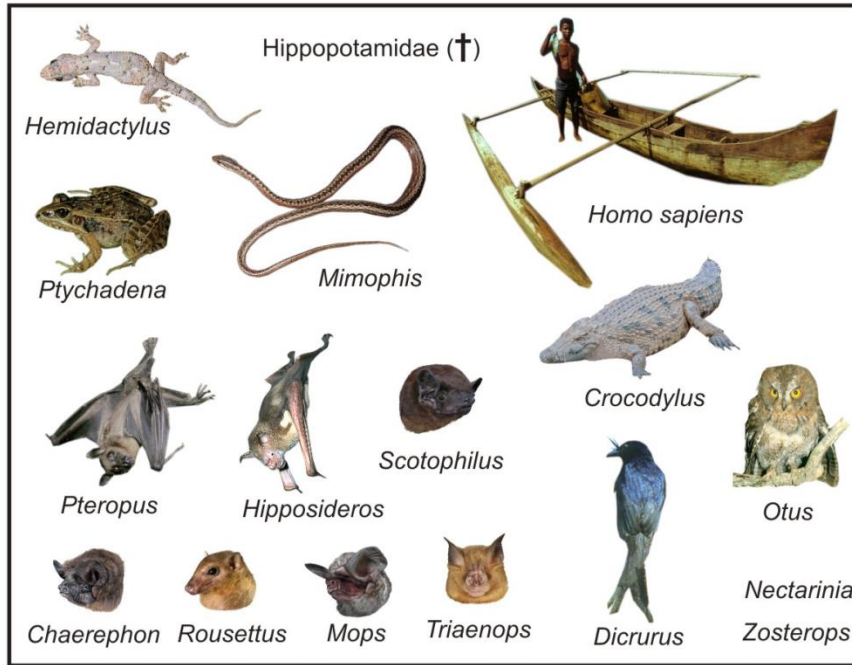 Hippopotamidae (†)
Hemidactylus
Homo sapiens
Ptychadena
Mimophis
Crocodylus
Pteropus
Hipposideros
Scotophilus
Otus
Chaerephon
Rousettus
Mops
Triaenops
Dicrurus
Nectarinia
Zosterops